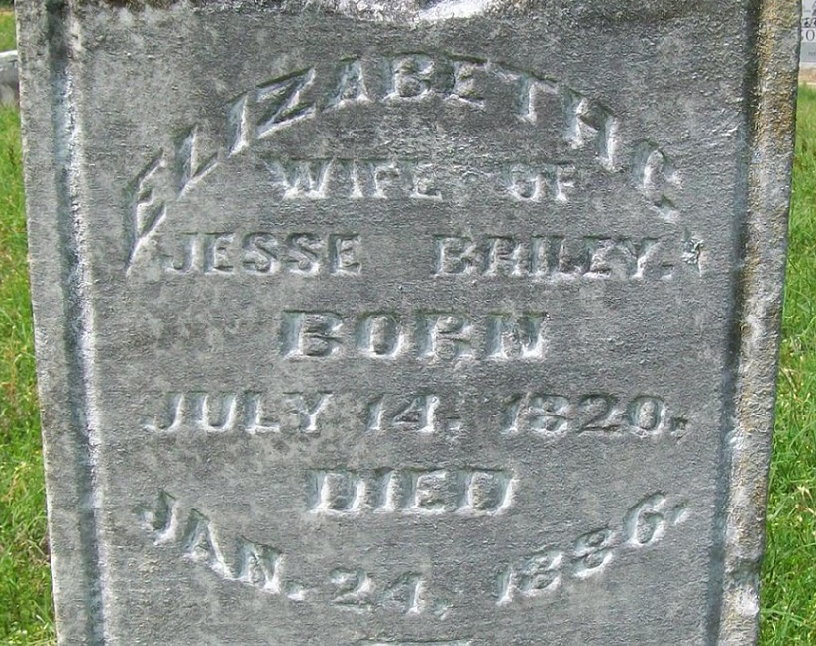 ELIZABETH C.
WIFE OF
JESSE BRILEY.
BORN
JULY 14. 1820.
DIED
JAN. 24, 1886.